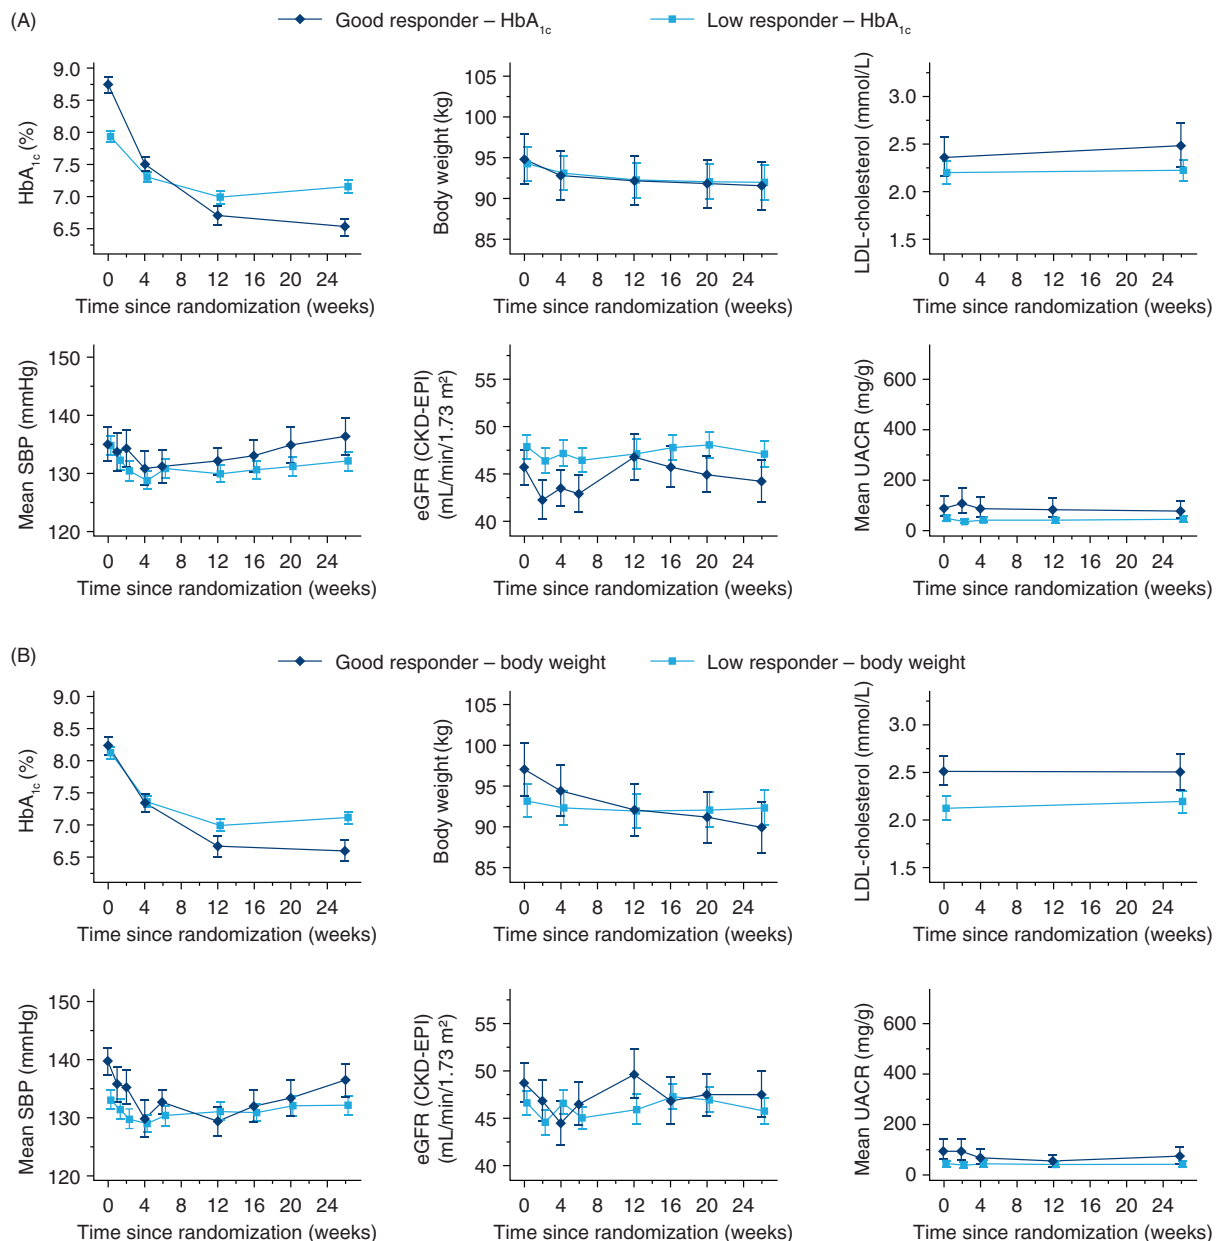 (A)
Good responder – HbA1c
Low responder – HbA1c
HbA1c (%)
9.0
8.5
8.0
7.5
7.0
6.5
0 4 8 12 16 20 24
Time since randomization (weeks)
Body weight (kg)
105
100
95
90
85
0 4 8 12 16 20 24
Time since randomization (weeks)
LDL-cholesterol (mmol/L)
3.0
2.5
2.0
1.5
0 4 8 12 16 20 24
Time since randomization (weeks)
Mean SBP (mmHg)
150
140
130
120
0 4 8 12 16 20 24
Time since randomization (weeks)
eGFR (CKD-EPI)
(mL/min/1.73 m²)
55
50
45
40
0 4 8 12 16 20 24
Time since randomization (weeks)
Mean UACR (mg/g)
600
400
200
0
0 4 8 12 16 20 24
Time since randomization (weeks)
(B)
Good responder – body weight
Low responder – body weight
HbA1c (%)
9.0
8.5
8.0
7.5
7.0
6.5
0 4 8 12 16 20 24
Time since randomization (weeks)
Body weight (kg)
105
100
95
90
85
0 4 8 12 16 20 24
Time since randomization (weeks)
LDL-cholesterol (mmol/L)
3.0
2.5
2.0
1.5
0 4 8 12 16 20 24
Time since randomization (weeks)
Mean SBP (mmHg)
150
140
130
120
0 4 8 12 16 20 24
Time since randomization (weeks)
eGFR (CKD-EPI)
(mL/min/1.73 m²)
55
50
45
40
0 4 8 12 16 20 24
Time since randomization (weeks)
Mean UACR (mg/g)
600
400
200
0
0 4 8 12 16 20 24
Time since randomization (weeks)